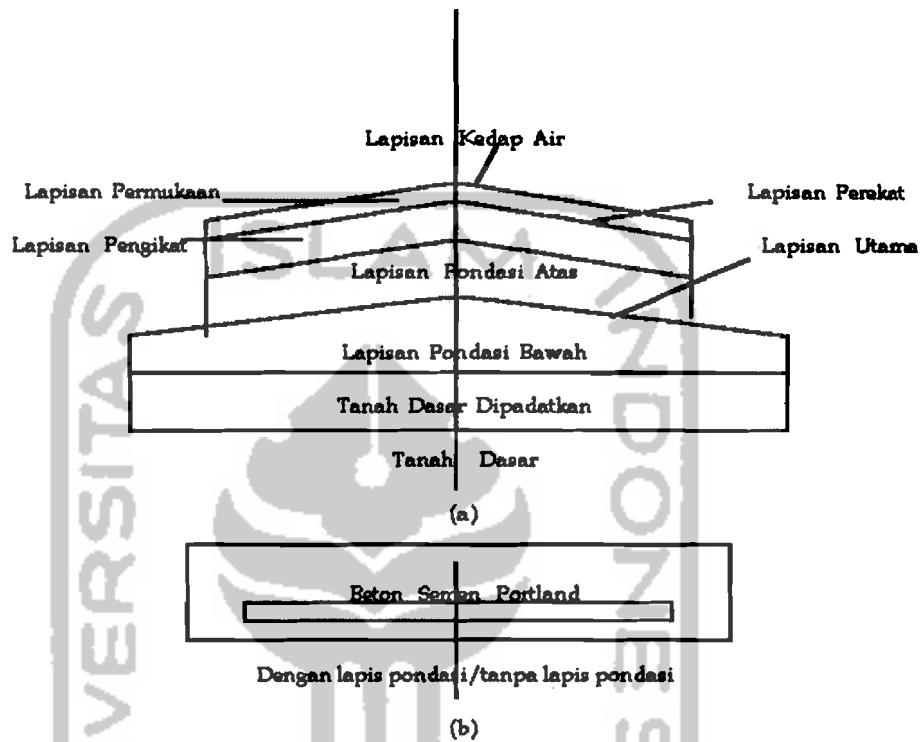 Lapisan Kedap Air
Lapisan Permukaan
Lapisan Perekat
Lapisan Pengikat
Lapisan Utama
Lapisan Pondasi Atas
Lapisan Pondasi Bawah
Tanah Dasar Dipadatkan
Tanah Dasar
(a)
Beton Semen Portland
Dengan lapis pondasi/tanpa lapis pondasi
(b)
ISLAM